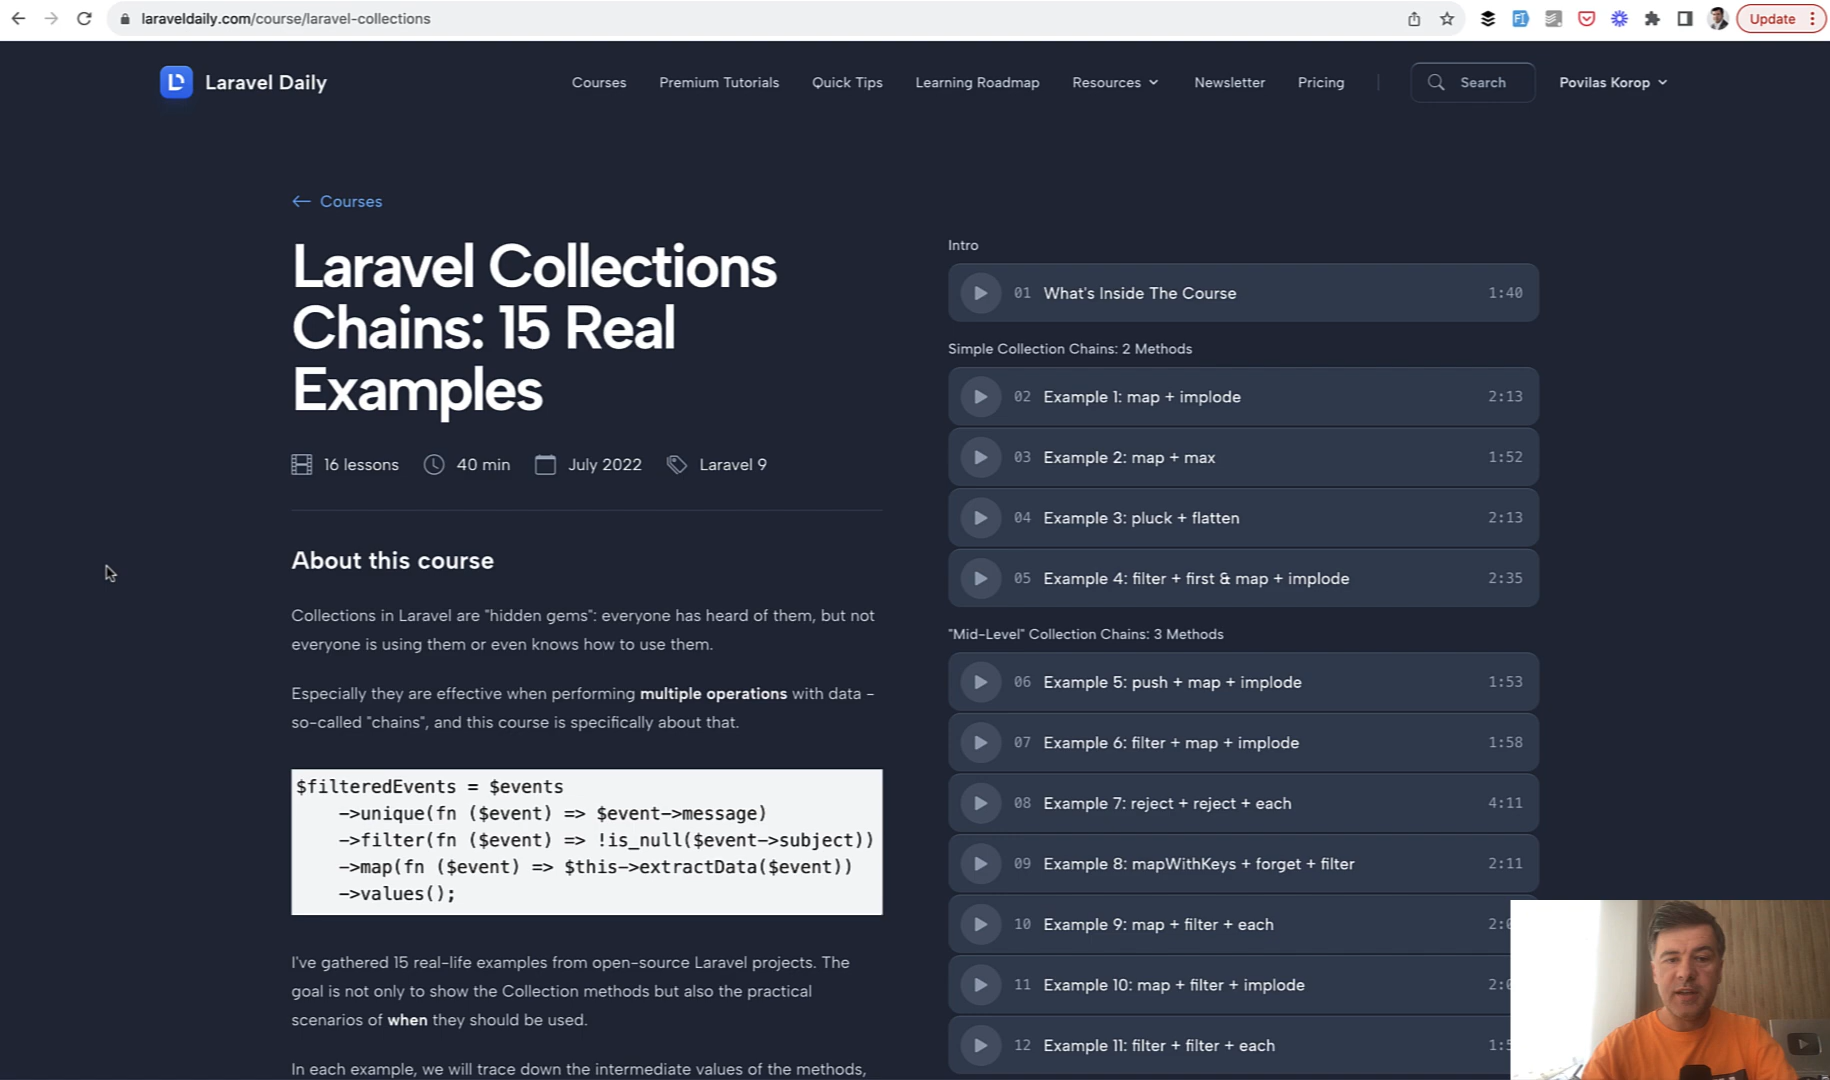 laraveldaily.com/course/laravel-collections
Update
Laravel Daily
Courses
Premium Tutorials
Quick Tips
Learning Roadmap
Resources
Newsletter
Pricing
Search
Povilas Korop
← Courses
Laravel Collections
Chains: 15 Real
Examples
16 lessons
40 min
July 2022
Laravel 9
About this course
Collections in Laravel are "hidden gems": everyone has heard of them, but not
everyone is using them or even knows how to use them.
Especially they are effective when performing multiple operations with data -
so-called "chains", and this course is specifically about that.
$filteredEvents = $events
->unique(fn ($event) => $event->message)
->filter(fn ($event) => !is_null($event->subject))
->map(fn ($event) => $this->extractData($event))
->values();
I've gathered 15 real-life examples from open-source Laravel projects. The
goal is not only to show the Collection methods but also the practical
scenarios of when they should be used.
In each example, we will trace down the intermediate values of the methods,
Intro
01 What's Inside The Course 1:40
Simple Collection Chains: 2 Methods
02 Example 1: map + implode 2:13
03 Example 2: map + max 1:52
04 Example 3: pluck + flatten 2:13
05 Example 4: filter + first & map + implode 2:35
"Mid-Level" Collection Chains: 3 Methods
06 Example 5: push + map + implode 1:53
07 Example 6: filter + map + implode 1:58
08 Example 7: reject + reject + each 4:11
09 Example 8: mapWithKeys + forget + filter 2:11
10 Example 9: map + filter + each
11 Example 10: map + filter + implode
12 Example 11: filter + filter + each